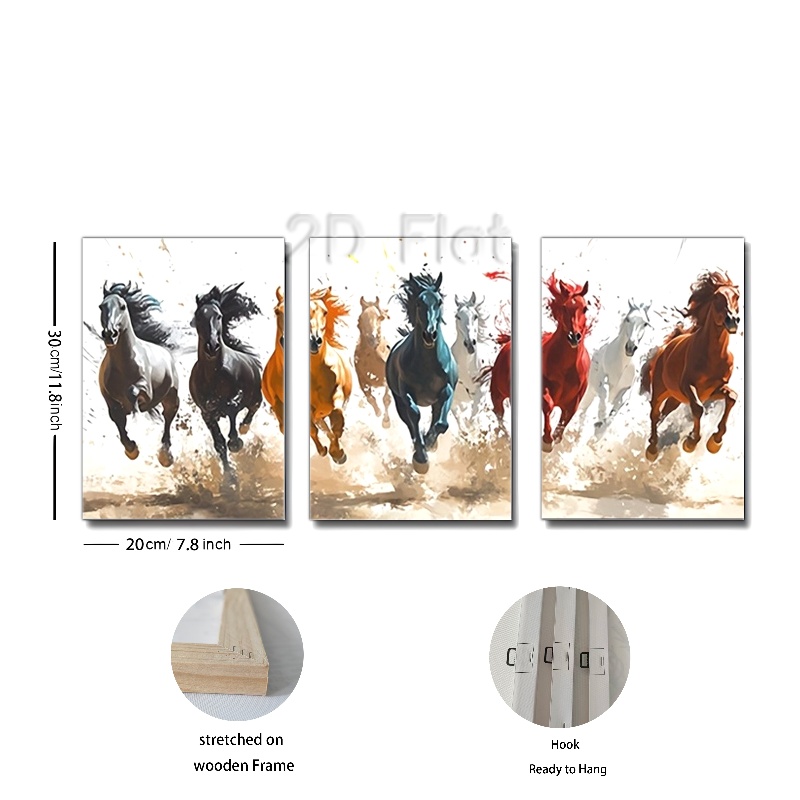 2D Flat
30cm/11.8inch
20cm/ 7.8 inch
stretched on
wooden Frame
Hook
Ready to Hang